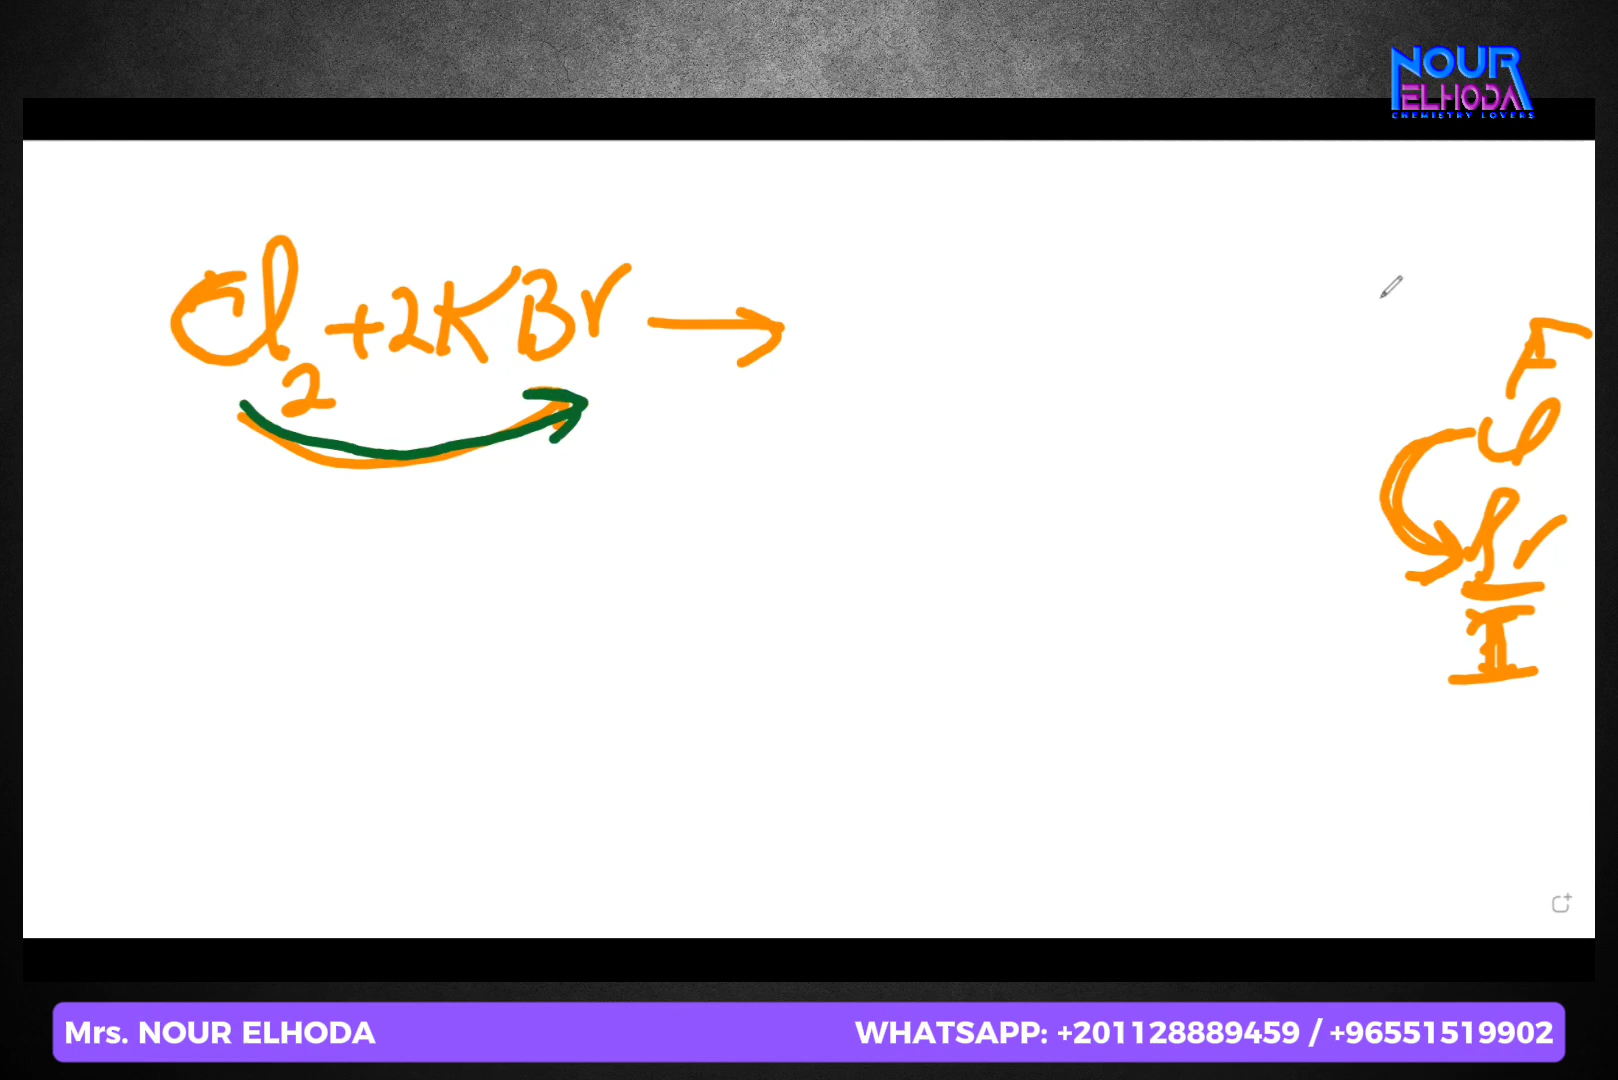 NOUR
ELHODA
CHEMISTRY LOVERS
Cl2 + 2KBr →
F
Cl
Br
I
Mrs. NOUR ELHODA
WHATSAPP: +201128889459 / +96551519902